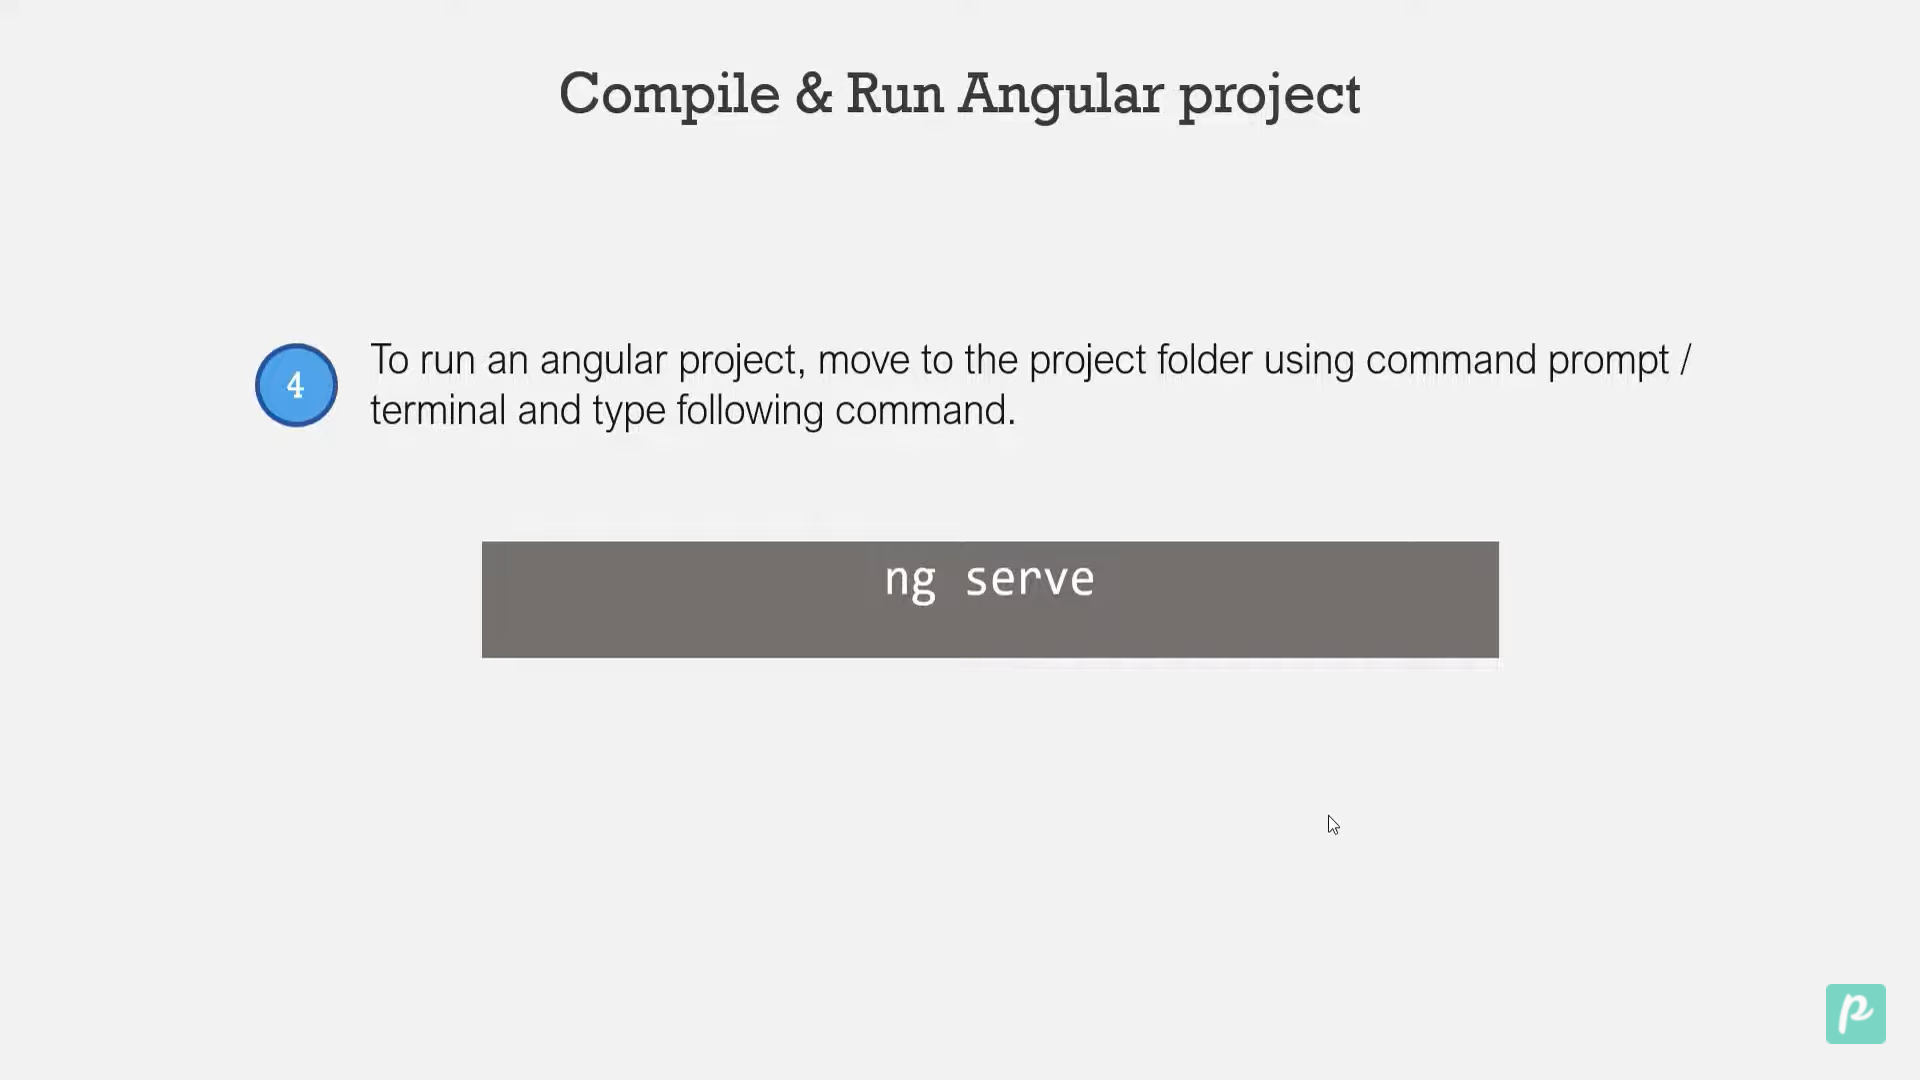 Compile & Run Angular project
4
To run an angular project, move to the project folder using command prompt /
terminal and type following command.
ng serve
p